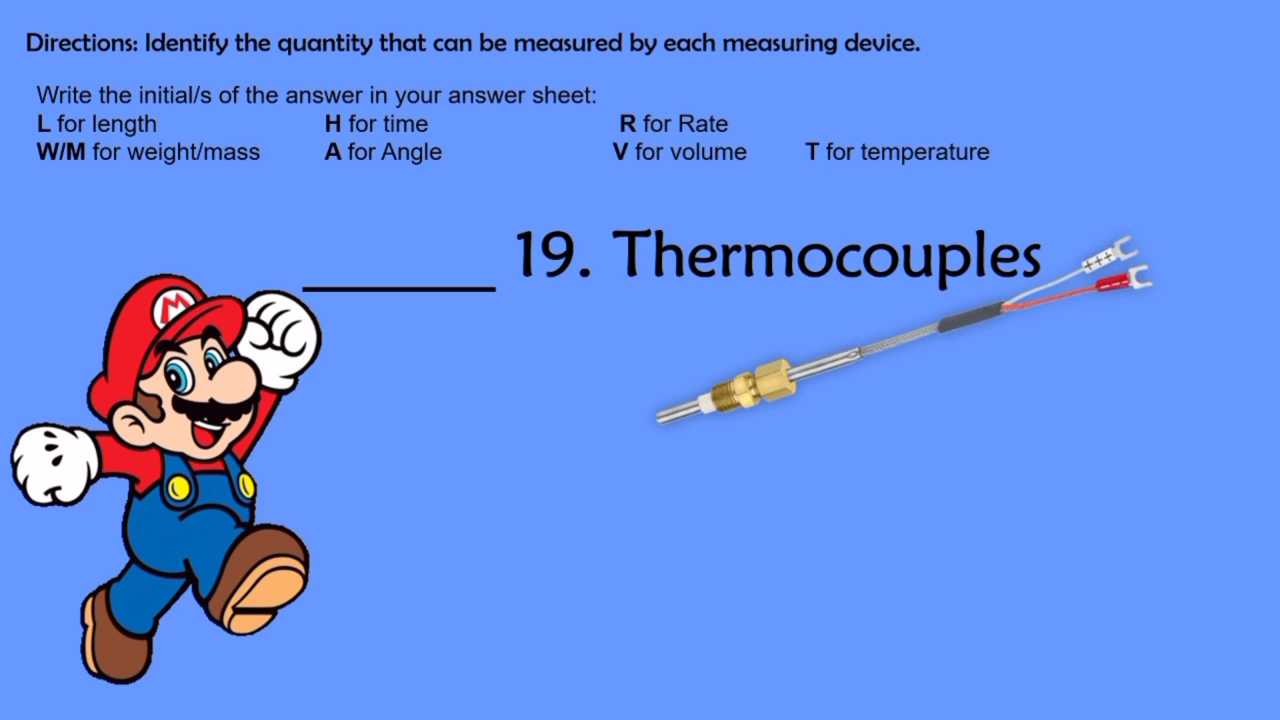 Directions: Identify the quantity that can be measured by each measuring device.
Write the initial/s of the answer in your answer sheet:
L for length H for time R for Rate
W/M for weight/mass A for Angle V for volume T for temperature
_______ 19. Thermocouples
M